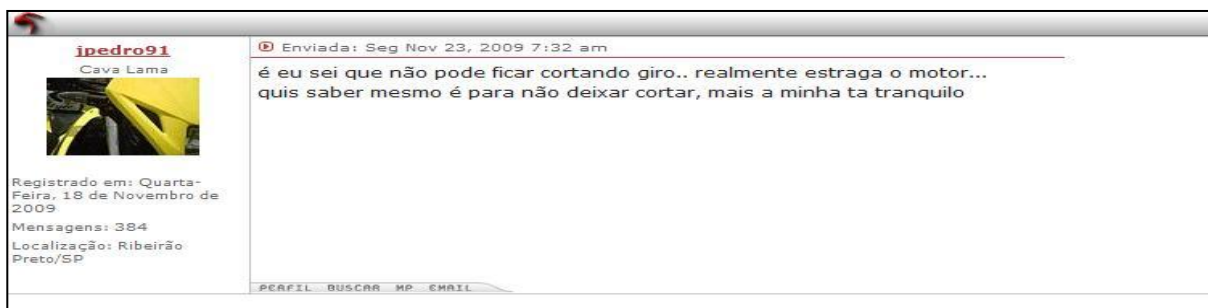 jpedro91
Cava Lama
Registrado em: Quarta-
Feira, 18 de Novembro de
2009
Mensagens: 384
Localização: Ribeirão
Preto/SP
Enviada: Seg Nov 23, 2009 7:32 am
é eu sei que não pode ficar cortando giro.. realmente estraga o motor...
quis saber mesmo é para não deixar cortar, mais a minha ta tranquilo
PERFIL BUSCAR MP EMAIL